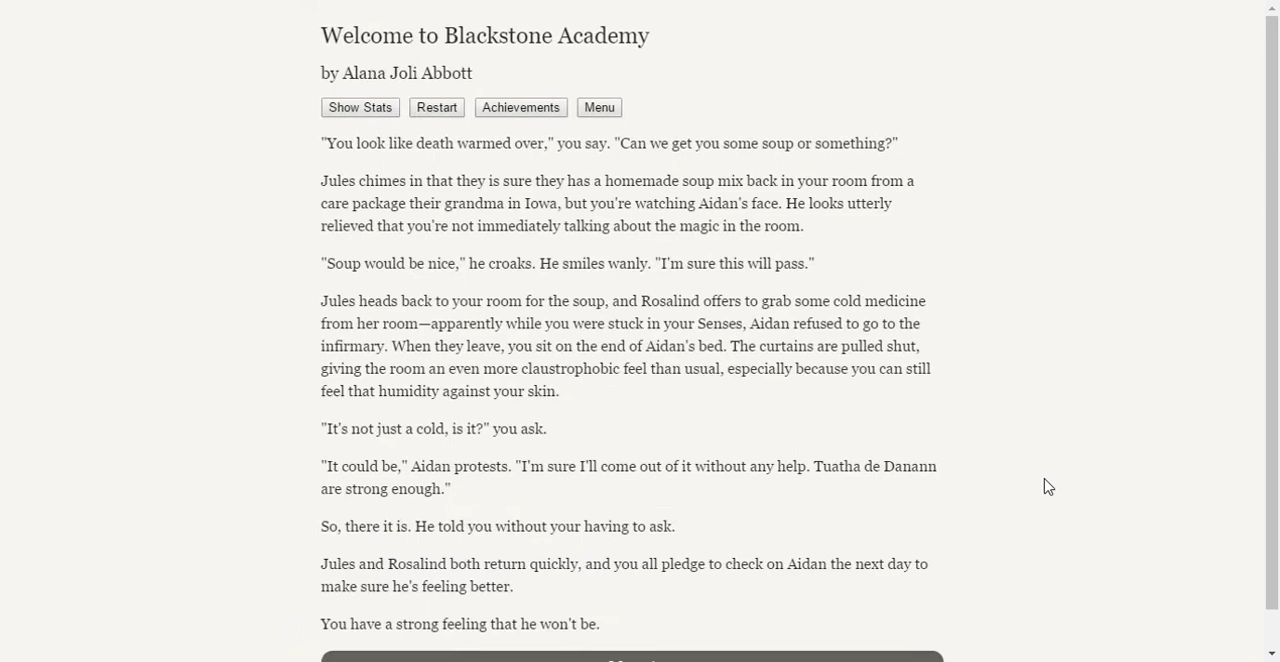 Welcome to Blackstone Academy
by Alana Joli Abbott
Show Stats Restart Achievements Menu
"You look like death warmed over," you say. "Can we get you some soup or something?"
Jules chimes in that they is sure they has a homemade soup mix back in your room from a
care package their grandma in Iowa, but you're watching Aidan's face. He looks utterly
relieved that you're not immediately talking about the magic in the room.
"Soup would be nice," he croaks. He smiles wanly. "I'm sure this will pass."
Jules heads back to your room for the soup, and Rosalind offers to grab some cold medicine
from her room—apparently while you were stuck in your Senses, Aidan refused to go to the
infirmary. When they leave, you sit on the end of Aidan's bed. The curtains are pulled shut,
giving the room an even more claustrophobic feel than usual, especially because you can still
feel that humidity against your skin.
"It's not just a cold, is it?" you ask.
"It could be," Aidan protests. "I'm sure I'll come out of it without any help. Tuatha de Danann
are strong enough."
So, there it is. He told you without your having to ask.
Jules and Rosalind both return quickly, and you all pledge to check on Aidan the next day to
make sure he's feeling better.
You have a strong feeling that he won't be.